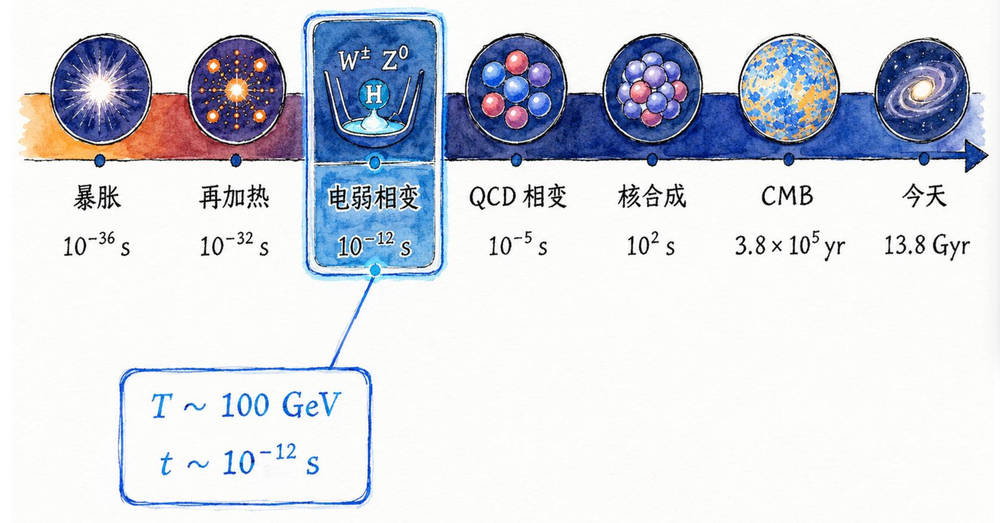 W± Z⁰
H
暴胀 再加热 电弱相变 QCD 相变 核合成 CMB 今天
10⁻³⁶ s 10⁻³² s 10⁻¹² s 10⁻⁵ s 10² s 3.8 × 10⁵ yr 13.8 Gyr
T ~ 100 GeV
t ~ 10⁻¹² s